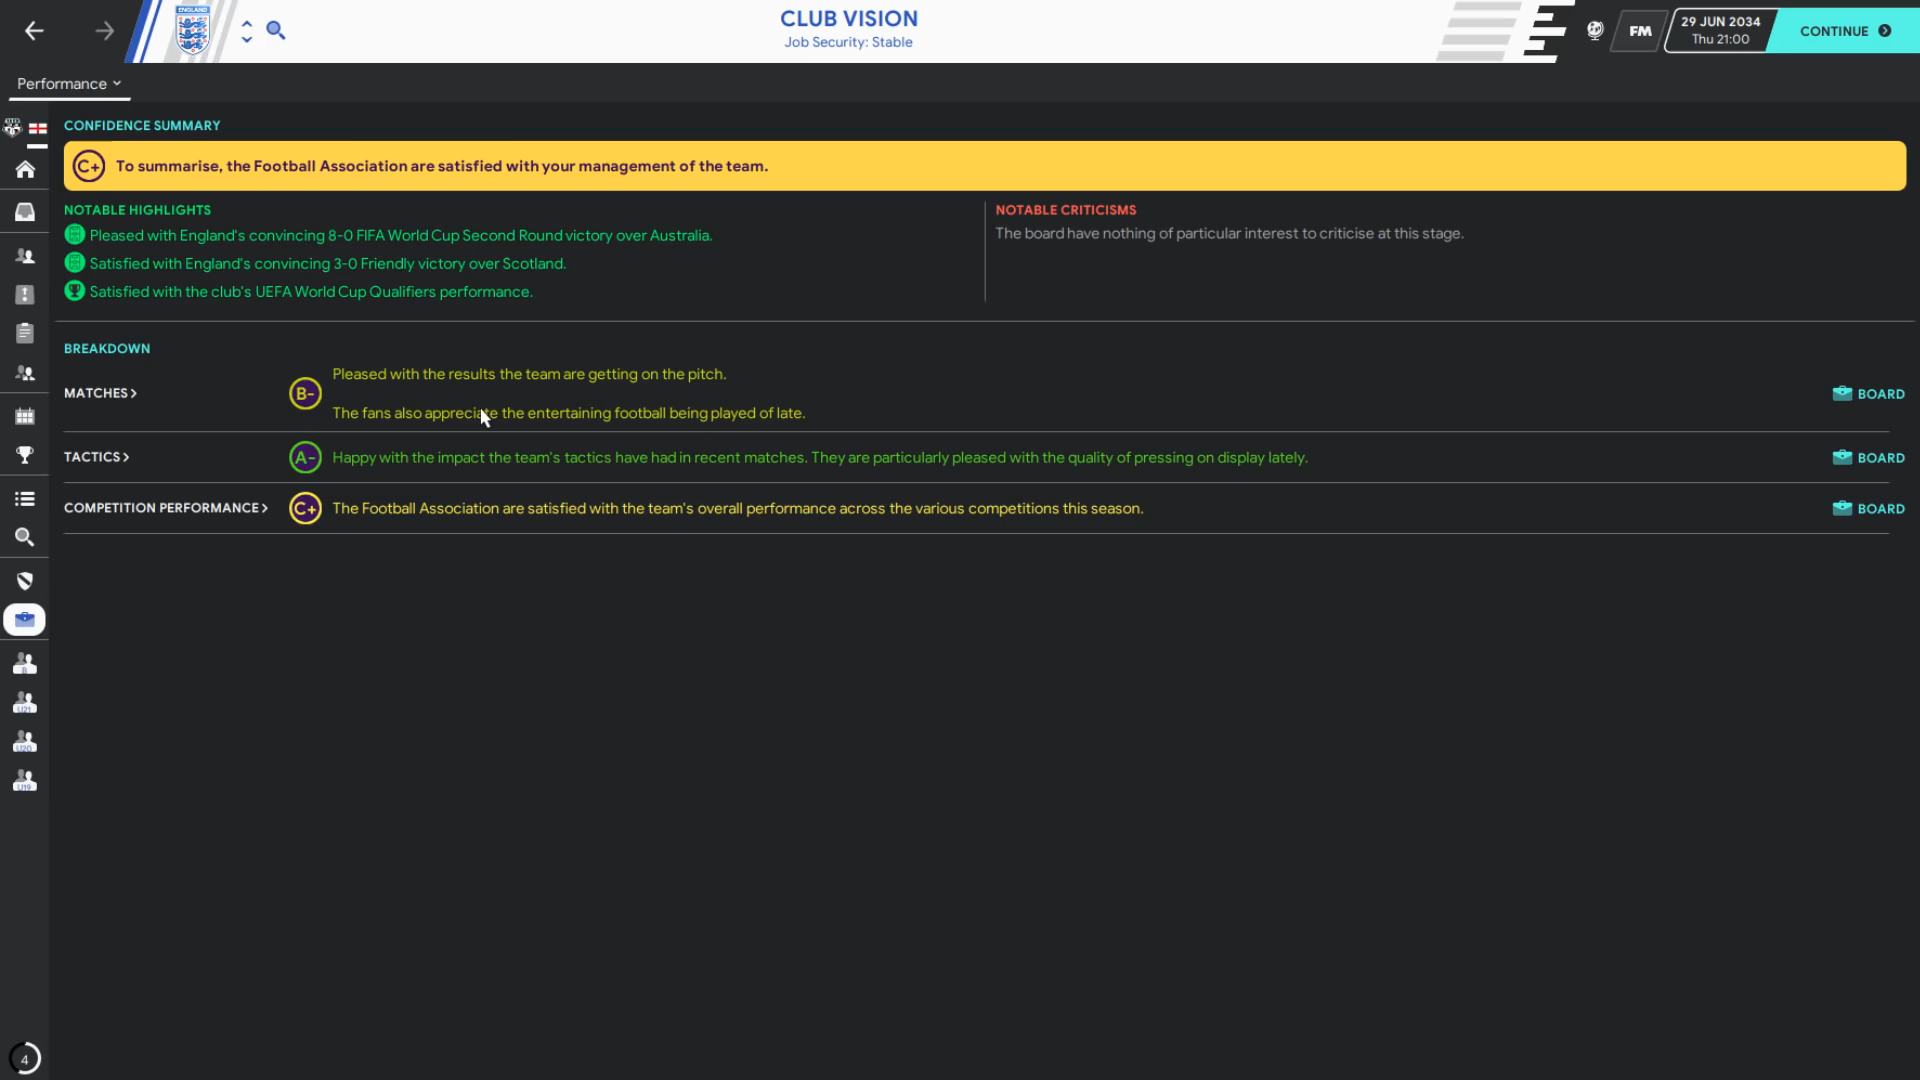 ENGLAND
CLUB VISION
Job Security: Stable
FM
29 JUN 2034
Thu 21:00
CONTINUE
Performance
CONFIDENCE SUMMARY
C+ To summarise, the Football Association are satisfied with your management of the team.
NOTABLE HIGHLIGHTS
Pleased with England's convincing 8-0 FIFA World Cup Second Round victory over Australia.
Satisfied with England's convincing 3-0 Friendly victory over Scotland.
Satisfied with the club's UEFA World Cup Qualifiers performance.
NOTABLE CRITICISMS
The board have nothing of particular interest to criticise at this stage.
BREAKDOWN
MATCHES> B- Pleased with the results the team are getting on the pitch.
The fans also appreciate the entertaining football being played of late.
BOARD
TACTICS> A- Happy with the impact the team's tactics have had in recent matches. They are particularly pleased with the quality of pressing on display lately. BOARD
COMPETITION PERFORMANCE> C+ The Football Association are satisfied with the team's overall performance across the various competitions this season. BOARD
B
U21
U20
U19
4